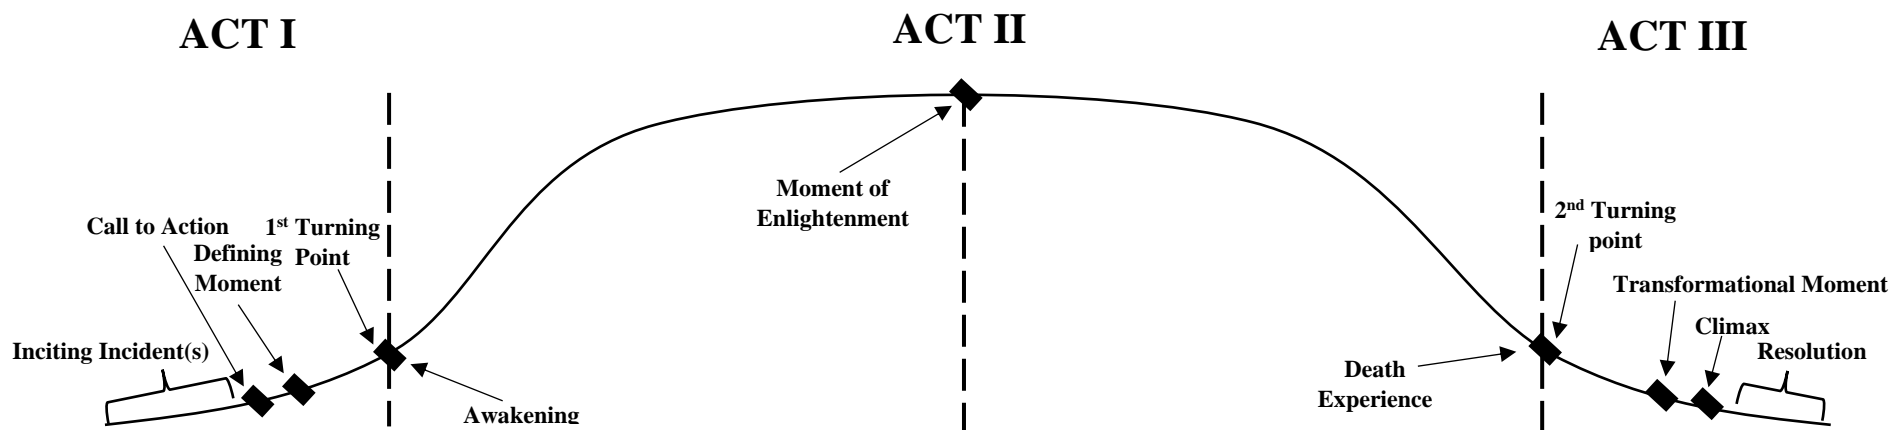 ACT I
ACT II
ACT III
Call to Action
Defining
Moment
1st Turning
Point
Inciting Incident(s)
Awakening
Moment of
Enlightenment
Death
Experience
2nd Turning
point
Transformational Moment
Climax
Resolution